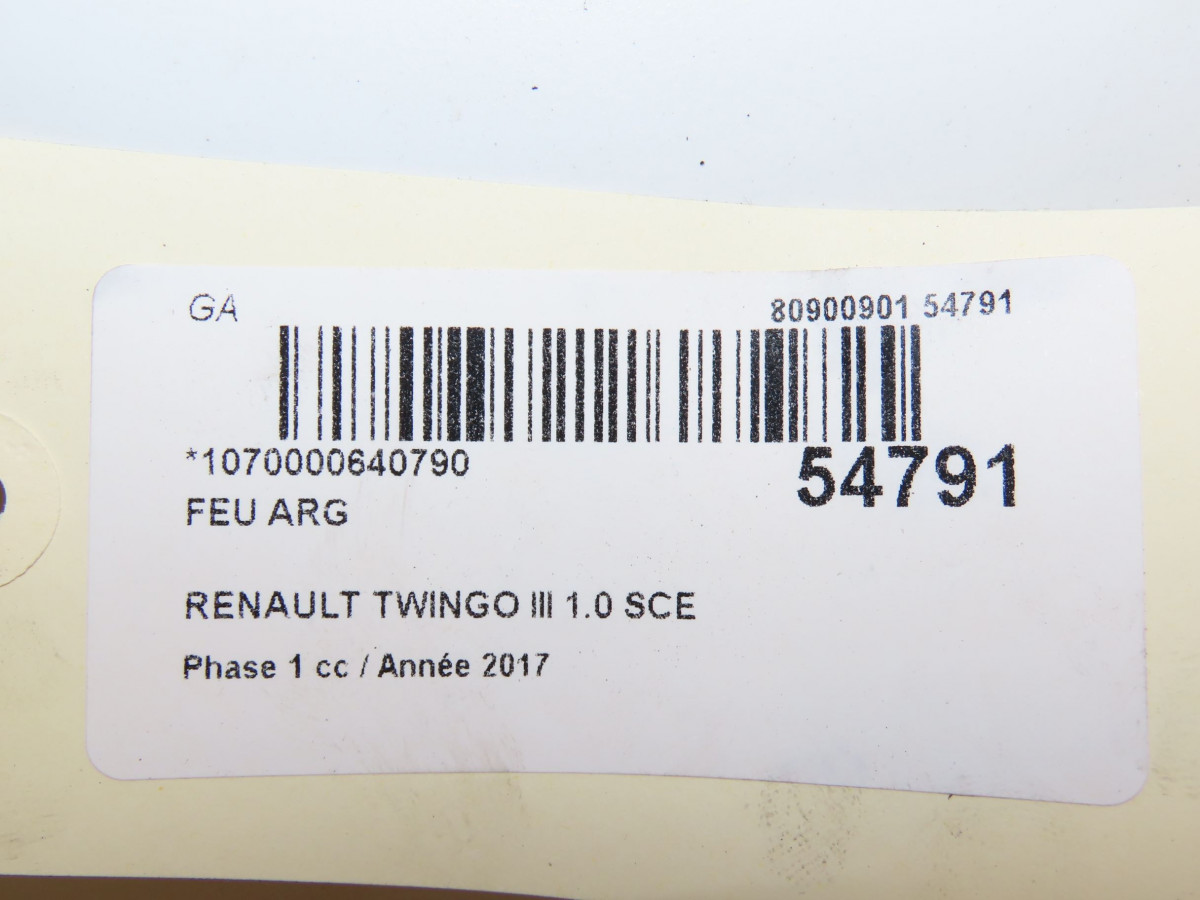 GA
80900901 54791
*1070000640790
54791
FEU ARG
RENAULT TWINGO III 1.0 SCE
Phase 1 cc / Année 2017